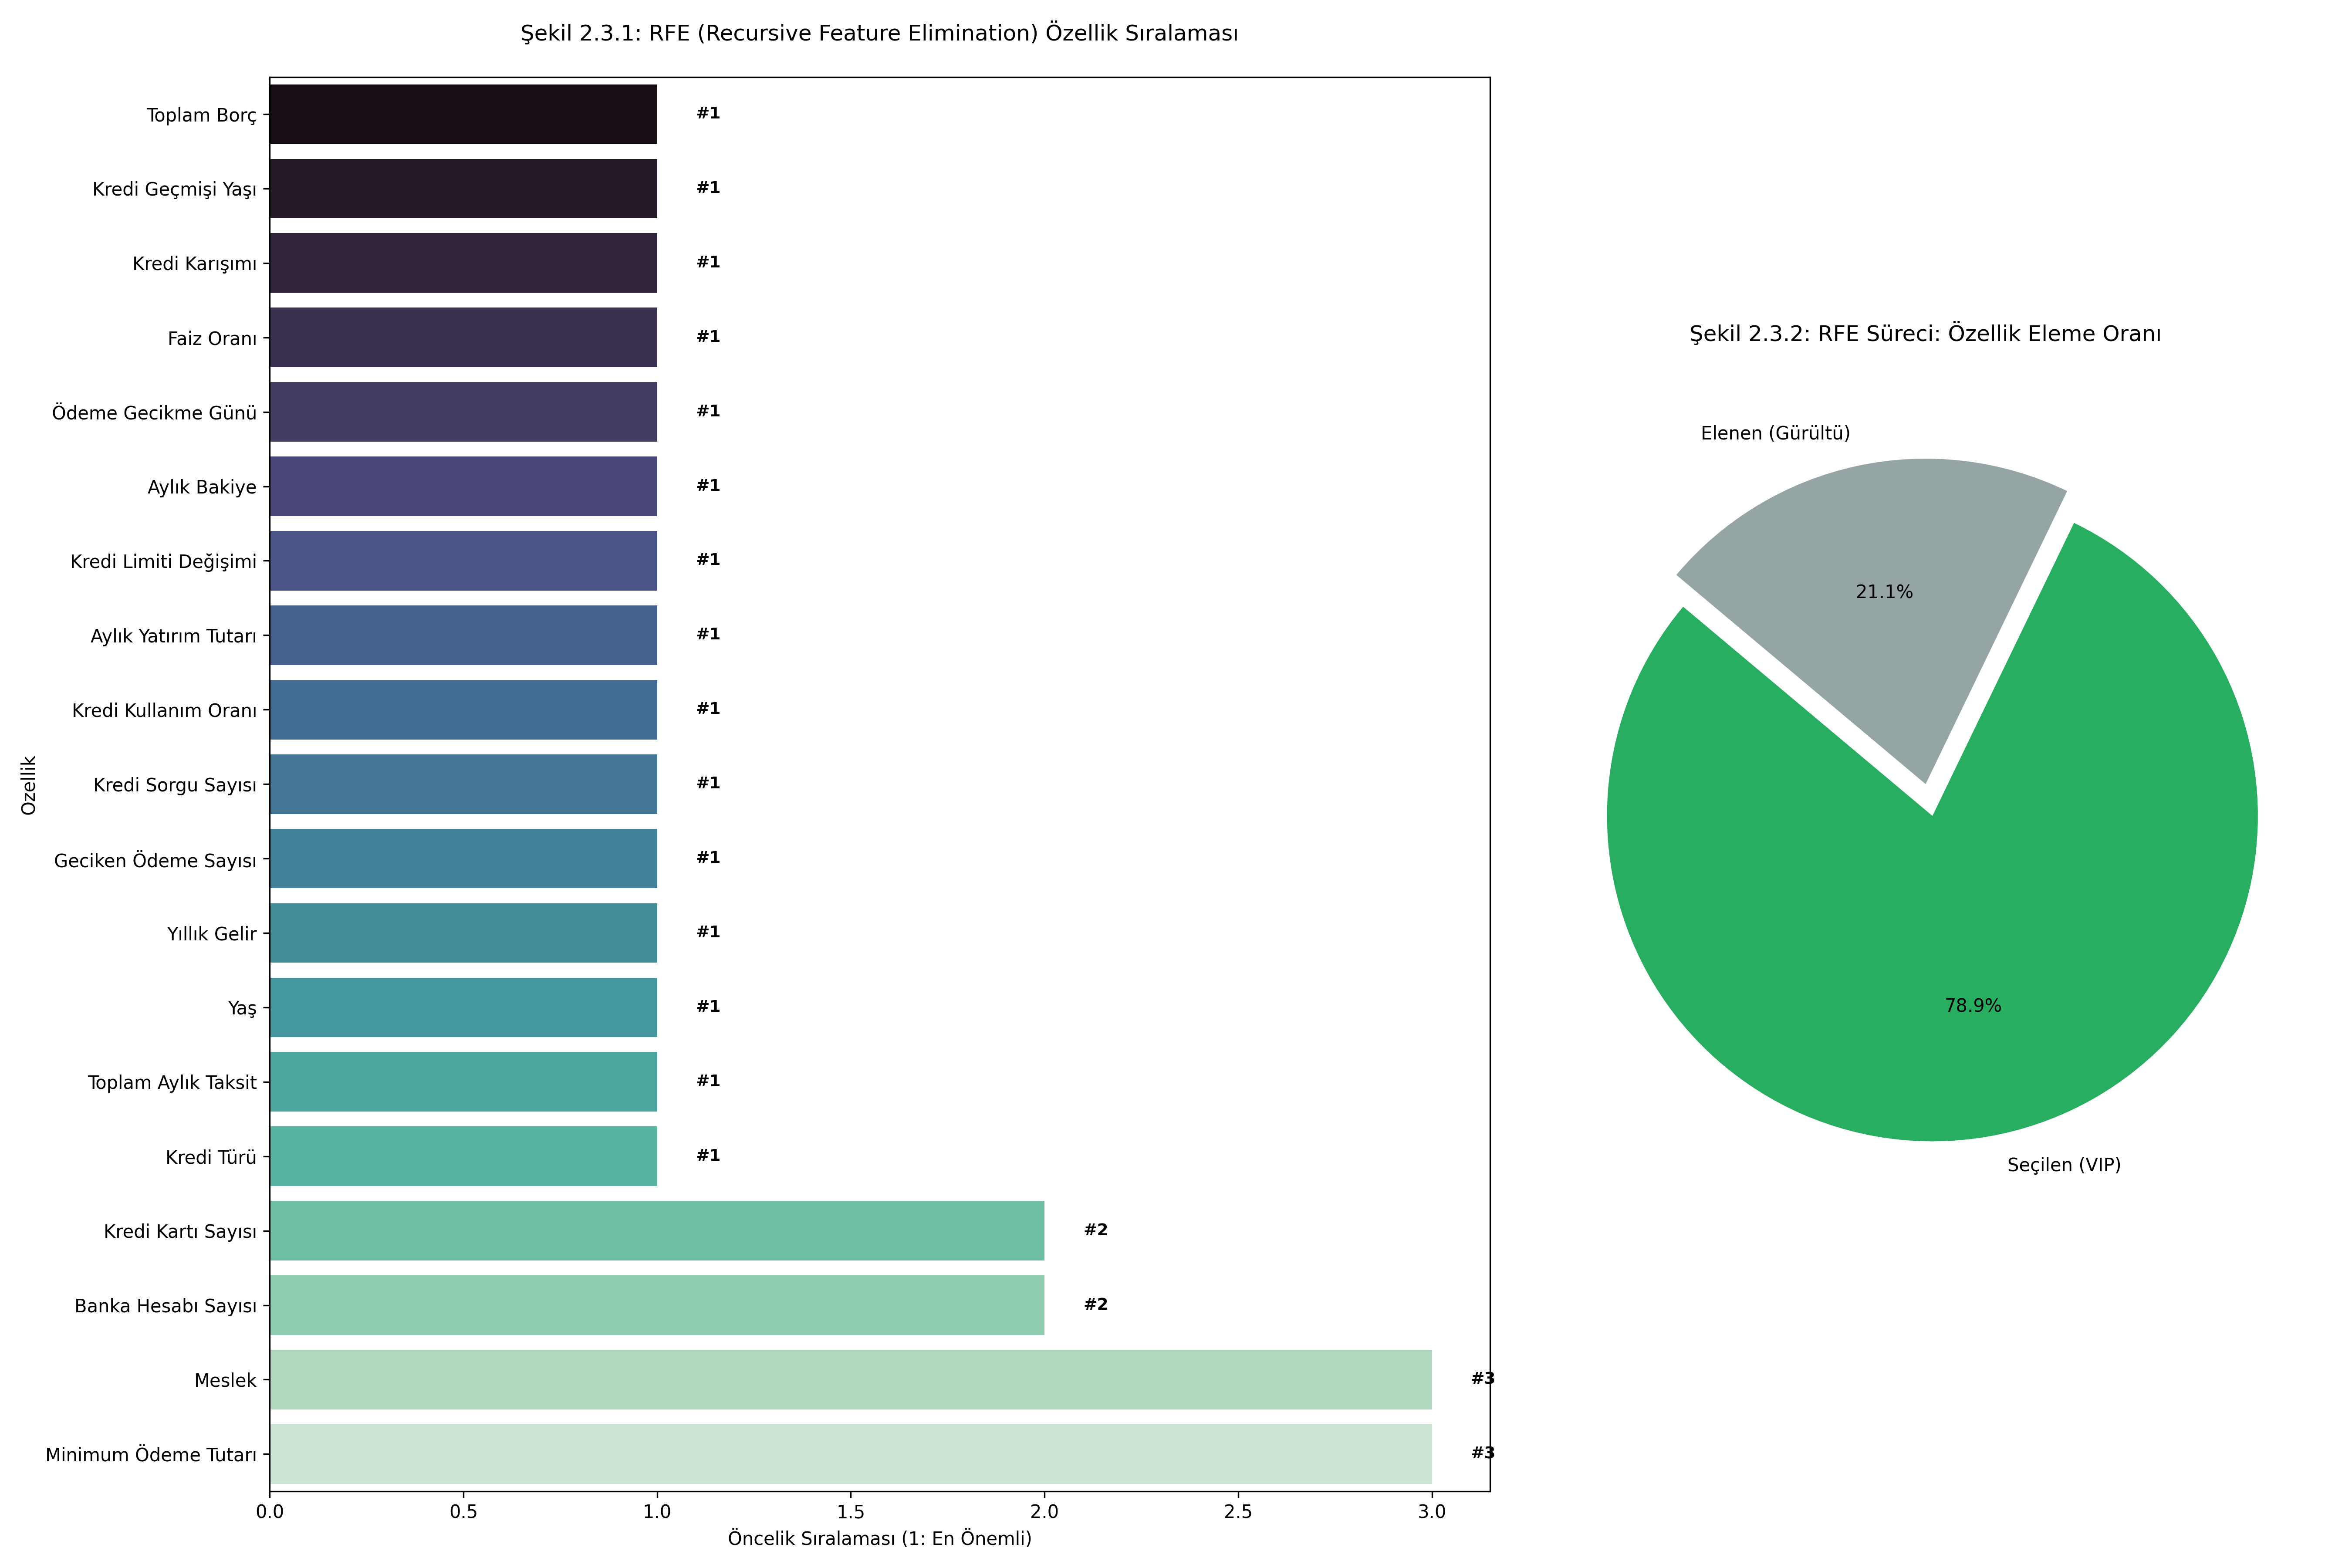 Şekil 2.3.1: RFE (Recursive Feature Elimination) Özellik Sıralaması
Toplam Borç #1
Kredi Geçmişi Yaşı #1
Kredi Karışımı #1
Faiz Oranı #1
Ödeme Gecikme Günü #1
Aylık Bakiye #1
Kredi Limiti Değişimi #1
Aylık Yatırım Tutarı #1
Kredi Kullanım Oranı #1
Kredi Sorgu Sayısı #1
Geciken Ödeme Sayısı #1
Yıllık Gelir #1
Yaş #1
Toplam Aylık Taksit #1
Kredi Türü #1
Kredi Kartı Sayısı #2
Banka Hesabı Sayısı #2
Meslek #3
Minimum Ödeme Tutarı #3
Ozellik
0.0 0.5 1.0 1.5 2.0 2.5 3.0
Öncelik Sıralaması (1: En Önemli)
Şekil 2.3.2: RFE Süreci: Özellik Eleme Oranı
Elenen (Gürültü)
21.1%
78.9%
Seçilen (VIP)